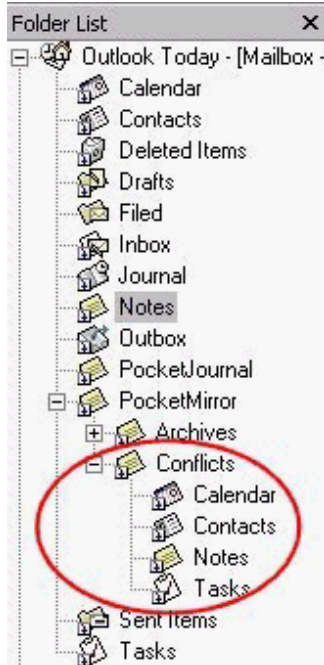 Folder List
Outlook Today - [Mailbox -
Calendar
Contacts
Deleted Items
Drafts
Filed
Inbox
Journal
Notes
Outbox
PocketJournal
PocketMirror
Archives
Conflicts
Calendar
Contacts
Notes
Tasks
Sent Items
Tasks